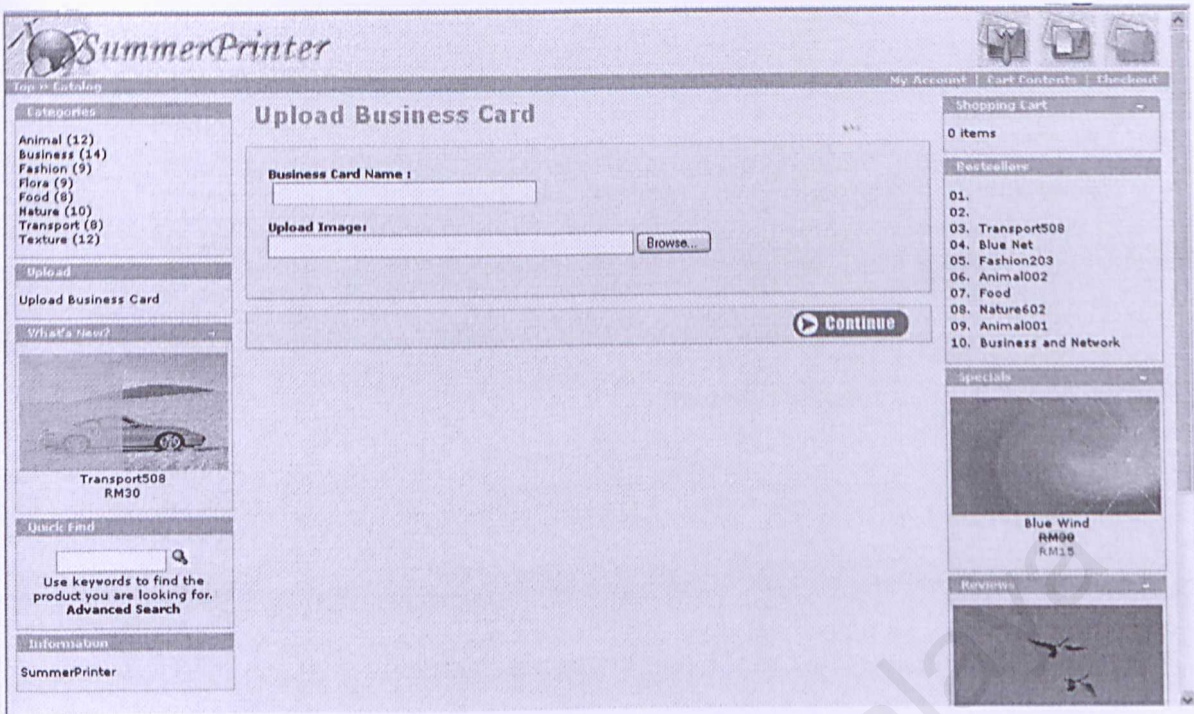 SummerPrinter
Top » Catalog
My Account | Cart Contents | Checkout
Categories
Animal (12)
Business (14)
Fashion (9)
Flora (9)
Food (8)
Nature (10)
Transport (8)
Texture (12)
Upload
Upload Business Card
What's New?
Transport508
RM30
Quick Find
Use keywords to find the
product you are looking for.
Advanced Search
Information
SummerPrinter
Upload Business Card
Business Card Name :
Upload Image:
Browse...
Continue
Shopping Cart
0 items
Bestsellers
01.
02.
03. Transport508
04. Blue Net
05. Fashion203
06. Animal002
07. Food
08. Nature602
09. Animal001
10. Business and Network
Specials
Blue Wind
RM15
Reviews